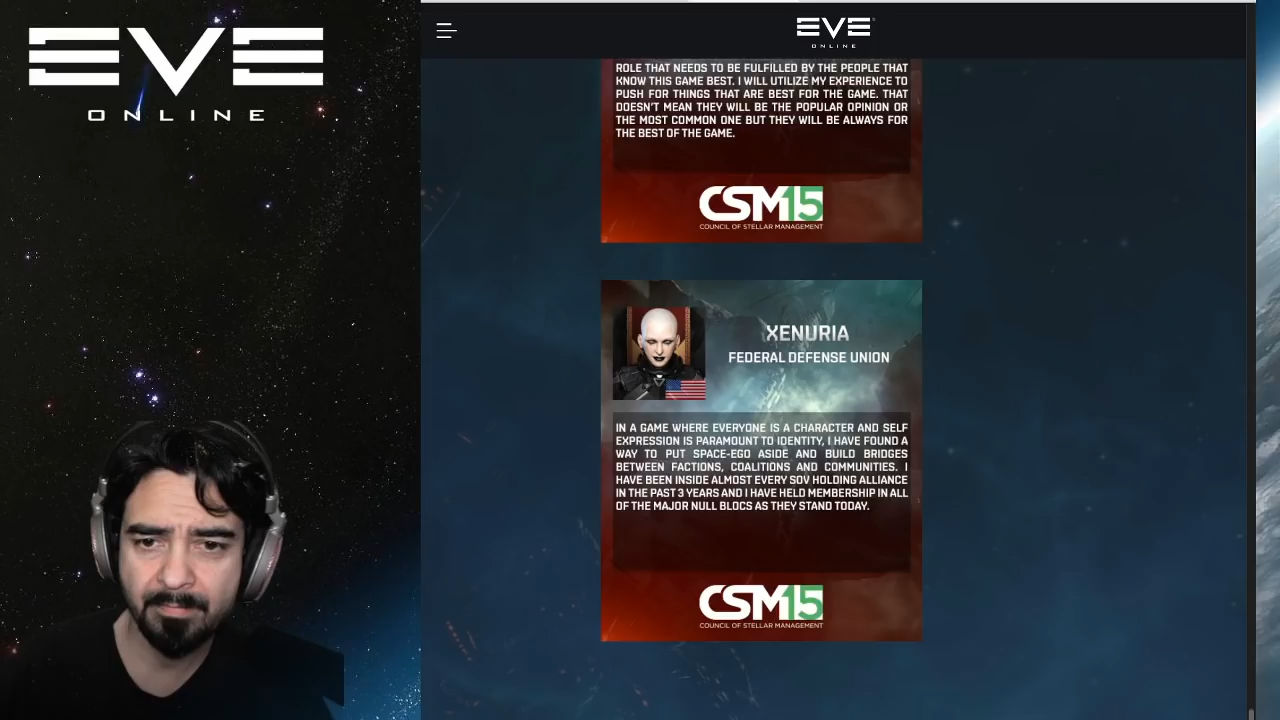 EVE
ONLINE
EVE
ONLINE
ROLE THAT NEEDS TO BE FULFILLED BY THE PEOPLE THAT
KNOW THIS GAME BEST. I WILL UTILIZE MY EXPERIENCE TO
PUSH FOR THINGS THAT ARE BEST FOR THE GAME. THAT
DOESN'T MEAN THEY WILL BE THE POPULAR OPINION OR
THE MOST COMMON ONE BUT THEY WILL BE ALWAYS FOR
THE BEST OF THE GAME.
CSM15
COUNCIL OF STELLAR MANAGEMENT
XENURIA
FEDERAL DEFENSE UNION
IN A GAME WHERE EVERYONE IS A CHARACTER AND SELF
EXPRESSION IS PARAMOUNT TO IDENTITY, I HAVE FOUND A
WAY TO PUT SPACE-EGO ASIDE AND BUILD BRIDGES
BETWEEN FACTIONS, COALITIONS AND COMMUNITIES. I
HAVE BEEN INSIDE ALMOST EVERY SOV HOLDING ALLIANCE
IN THE PAST 3 YEARS AND I HAVE HELD MEMBERSHIP IN ALL
OF THE MAJOR NULL BLOCS AS THEY STAND TODAY.
CSM15
COUNCIL OF STELLAR MANAGEMENT